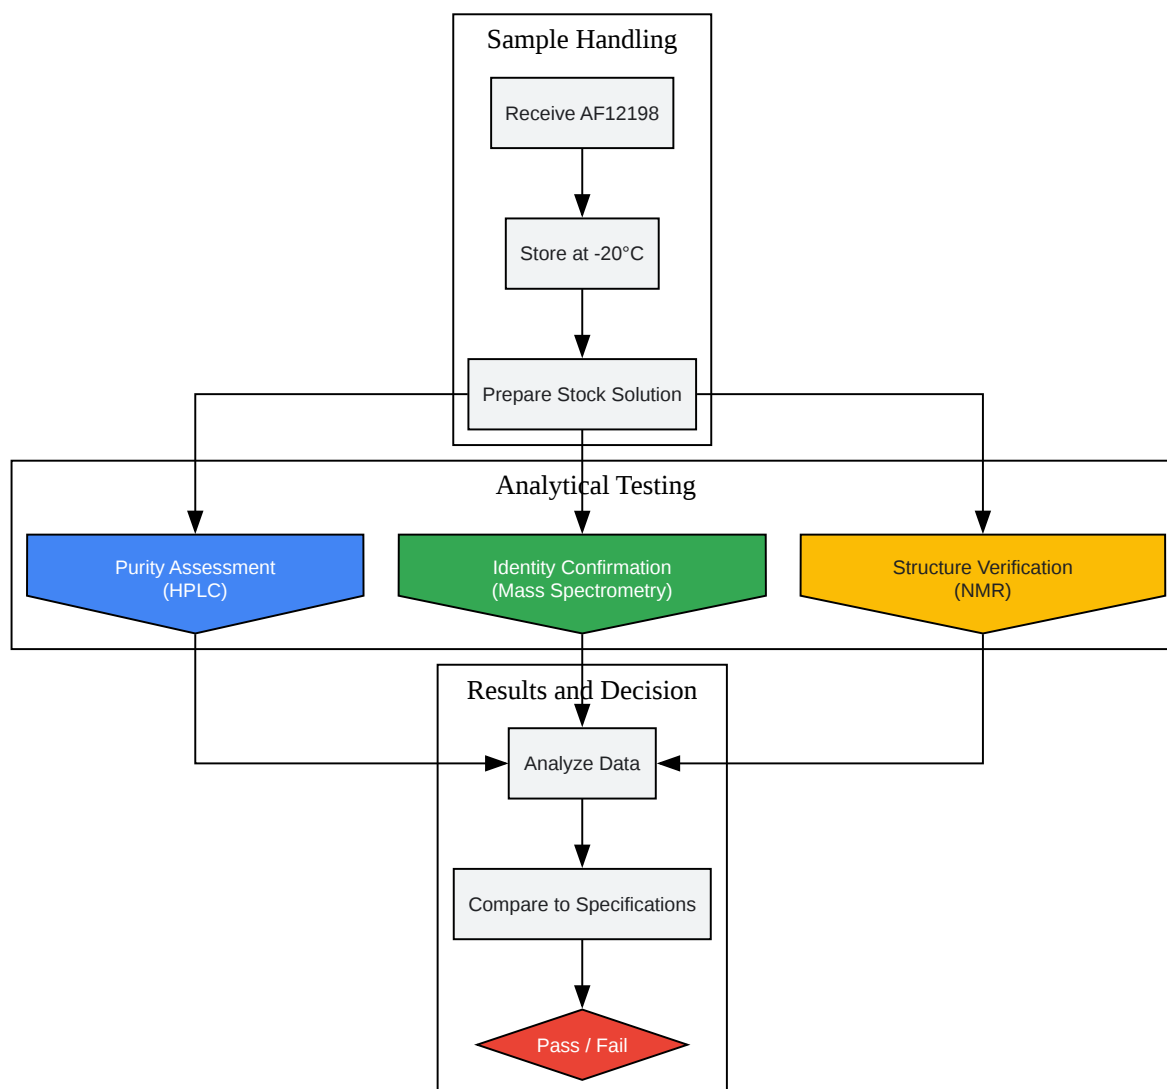 Sample Handling
Receive AF12198
Store at -20°C
Prepare Stock Solution
Analytical Testing
Purity Assessment
(HPLC)
Identity Confirmation
(Mass Spectrometry)
Structure Verification
(NMR)
Results and Decision
Analyze Data
Compare to Specifications
Pass / Fail